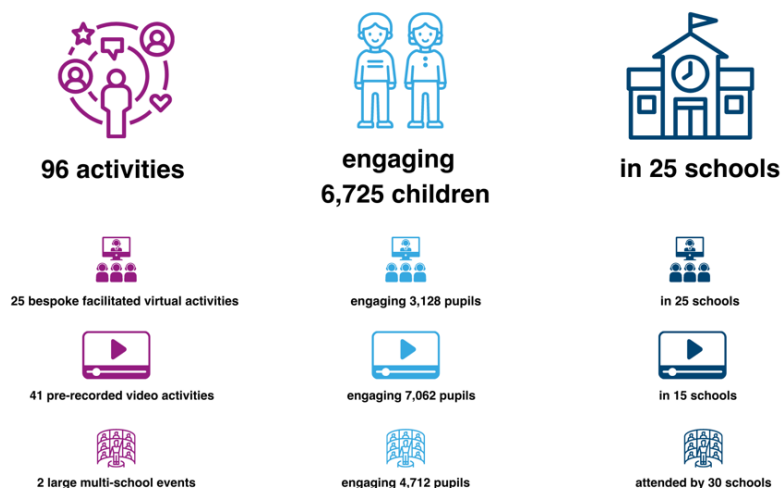 96 activities
engaging
6,725 children
in 25 schools
25 bespoke facilitated virtual activities
engaging 3,128 pupils
in 25 schools
41 pre-recorded video activities
engaging 7,062 pupils
in 15 schools
2 large multi-school events
engaging 4,712 pupils
attended by 30 schools